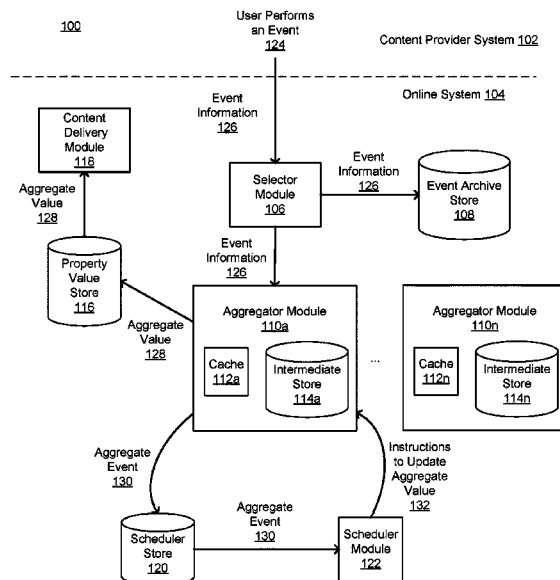 100
User Performs
an Event
124
Content Provider System 102
Online System 104
Event
Information
126
Content
Delivery
Module
118
Selector
Module
106
Event
Information
126
Event Archive
Store
108
Aggregate
Value
128
Event
Information
126
Property
Value
Store
116
Aggregate
Value
128
Aggregator Module
110a
Cache
112a
Intermediate
Store
114a
...
Aggregator Module
110n
Cache
112n
Intermediate
Store
114n
Aggregate
Event
130
Instructions
to Update
Aggregate
Value
132
Scheduler
Store
120
Aggregate
Event
130
Scheduler
Module
122